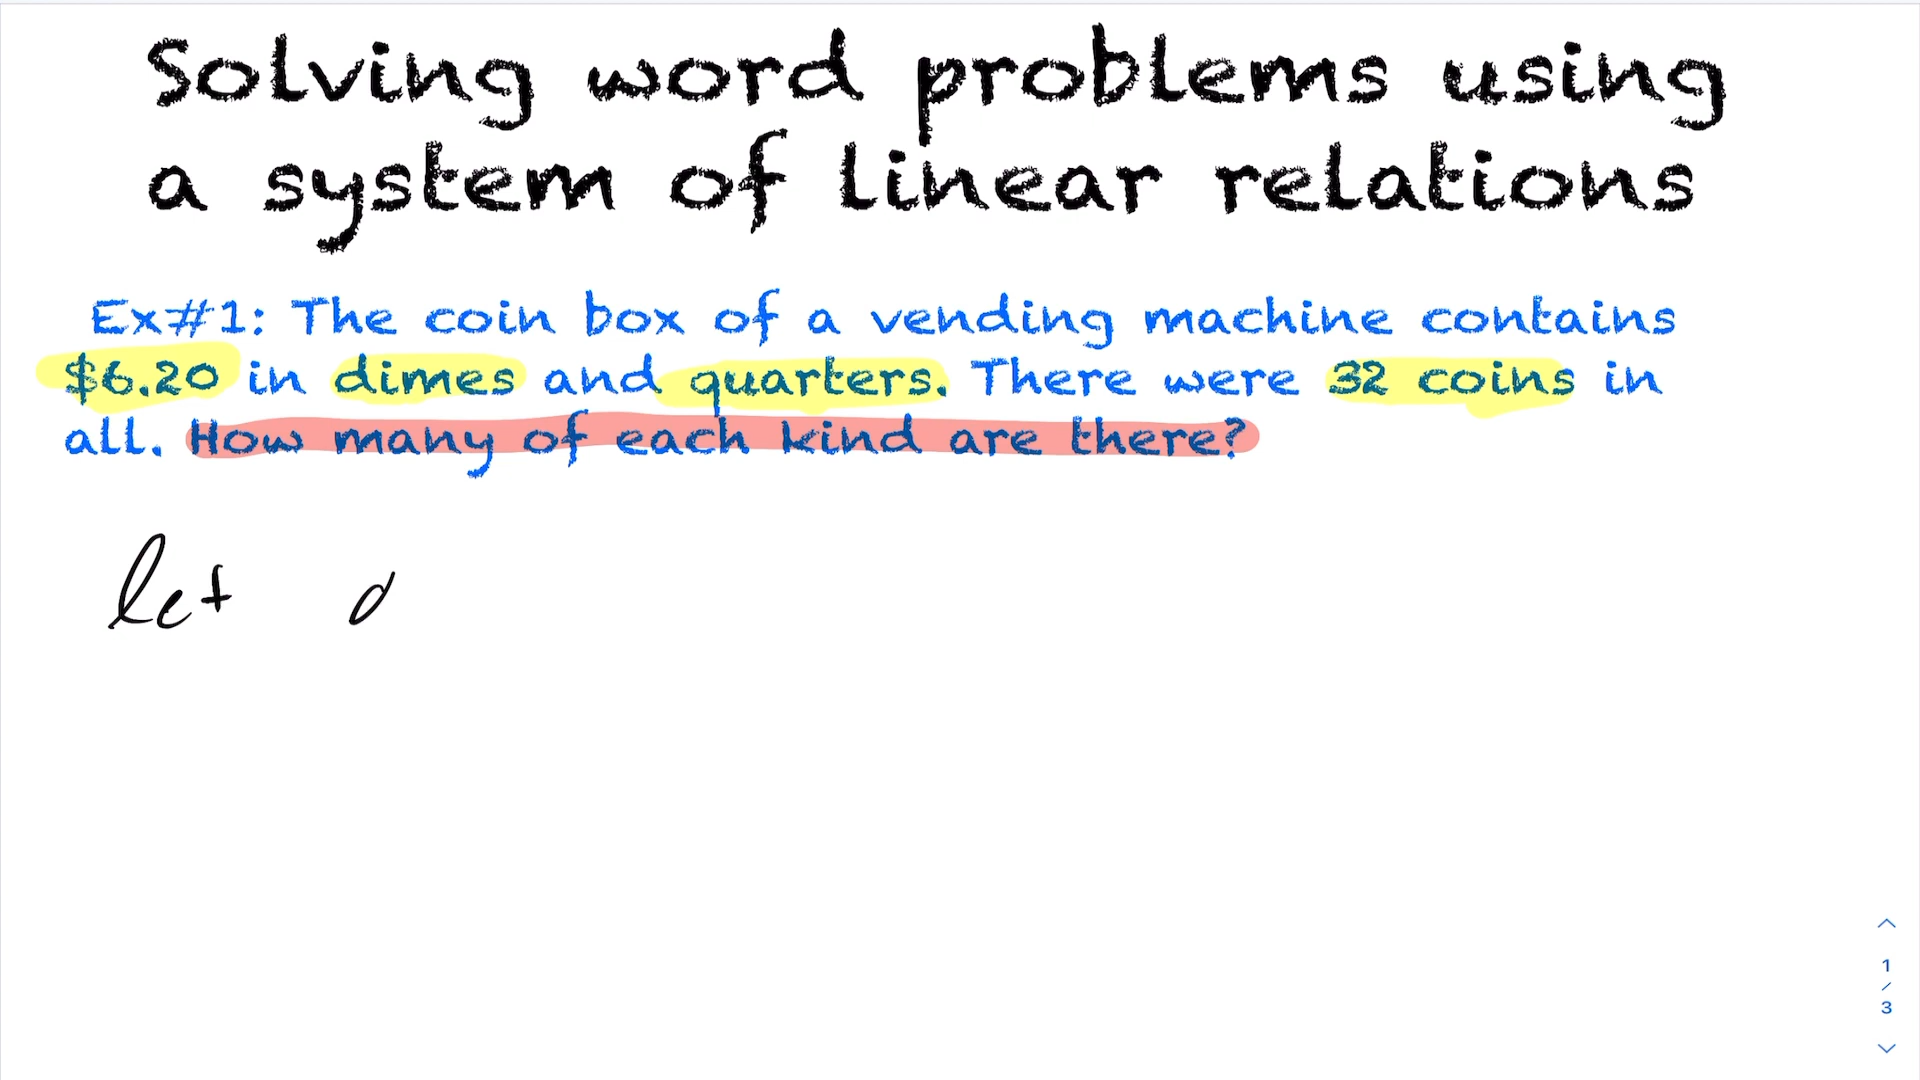 Solving word problems using
a system of linear relations
Ex#1: The coin box of a vending machine contains
$6.20 in dimes and quarters. There were 32 coins in
all. How many of each kind are there?
let d
1
/
3